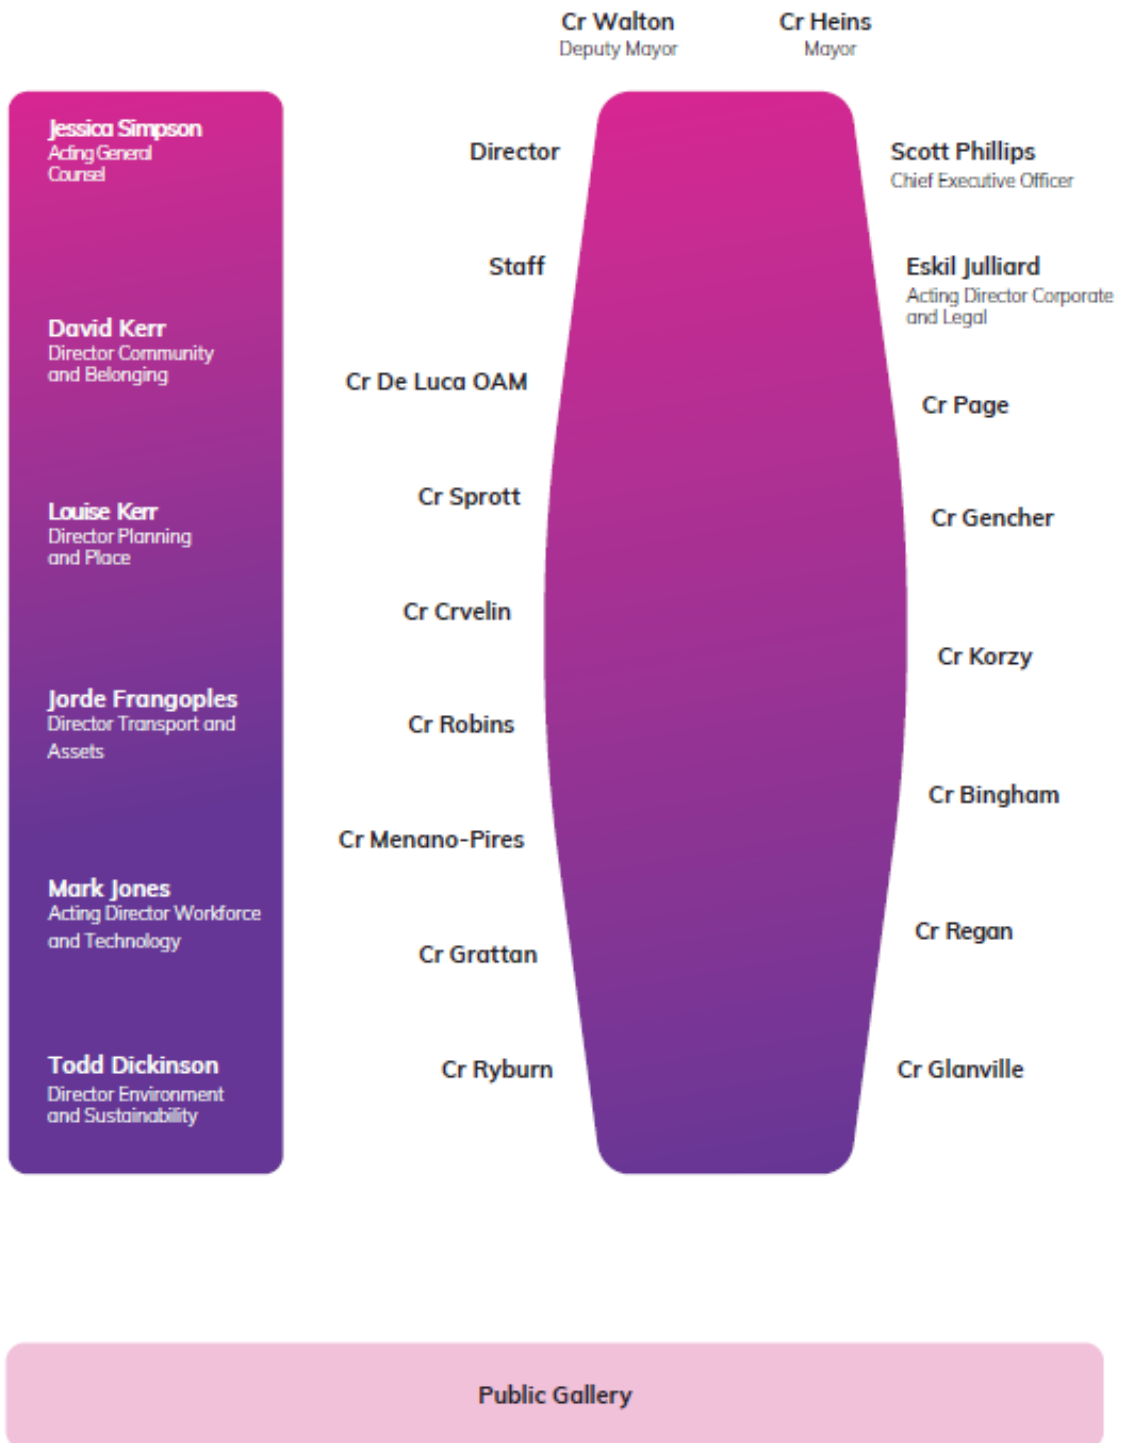 Cr Walton
Deputy Mayor
Cr Heins
Mayor
Jessica Simpson
Acting General
Counsel
David Kerr
Director Community
and Belonging
Louise Kerr
Director Planning
and Place
Jorde Frangoples
Director Transport and
Assets
Mark Jones
Acting Director Workforce
and Technology
Todd Dickinson
Director Environment
and Sustainability
Director
Staff
Cr De Luca OAM
Cr Sprott
Cr Crvelin
Cr Robins
Cr Menano-Pires
Cr Grattan
Cr Ryburn
Scott Phillips
Chief Executive Officer
Eskil Julliard
Acting Director Corporate
and Legal
Cr Page
Cr Gencher
Cr Korzy
Cr Bingham
Cr Regan
Cr Glanville
Public Gallery